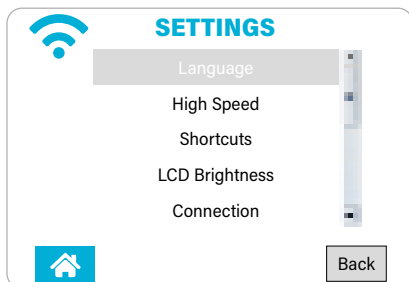 SETTINGS
Language
High Speed
Shortcuts
LCD Brightness
Connection
Back